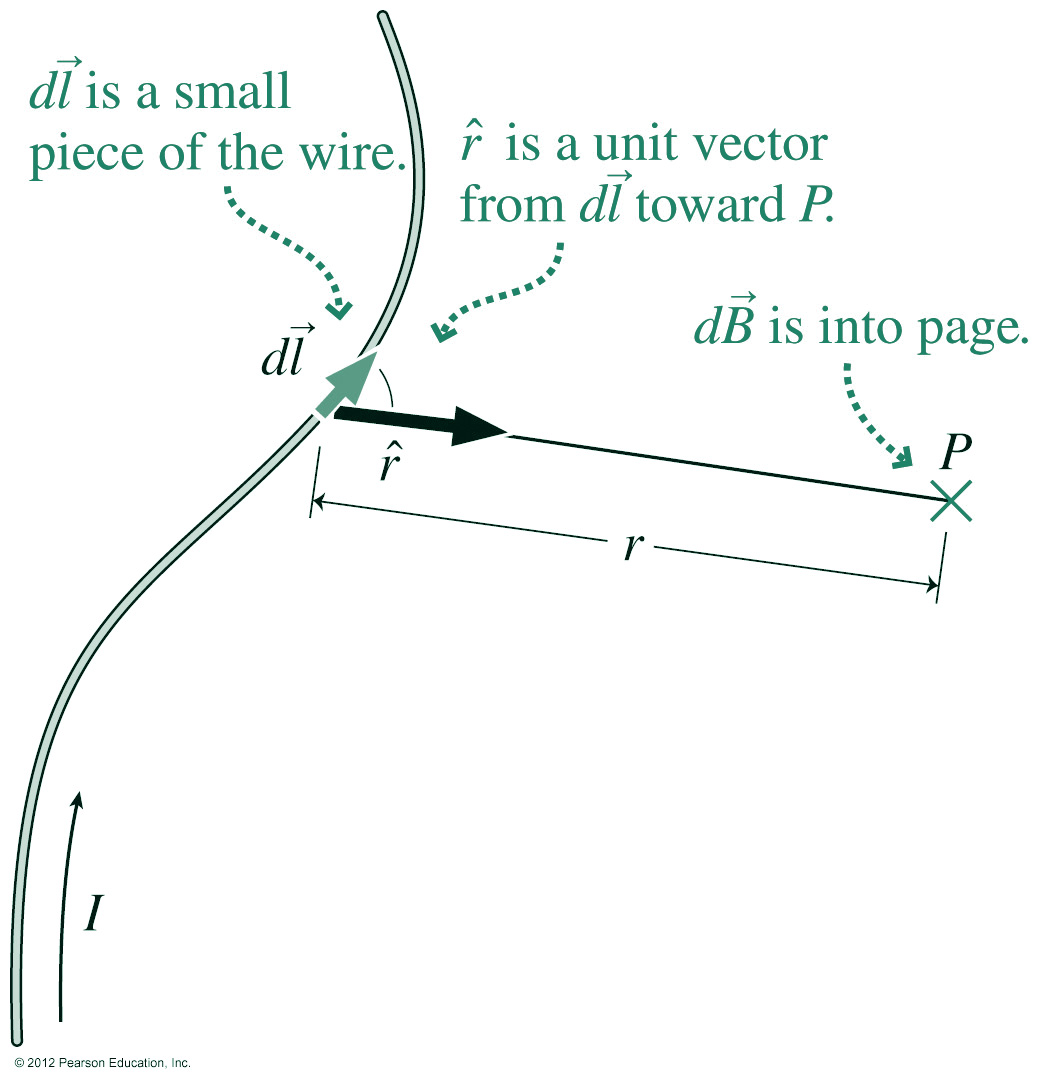 dl⃗ is a small
piece of the wire.
r̂ is a unit vector
from dl⃗ toward P.
dB⃗ is into page.
dl⃗
P
r̂
r
I
© 2012 Pearson Education, Inc.